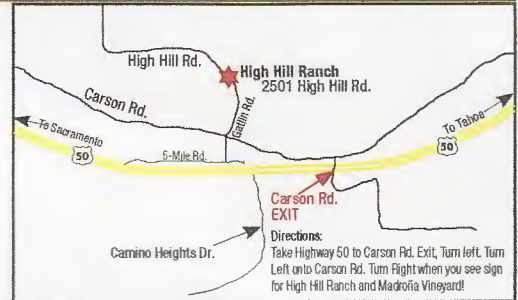 High Hill Rd.
High Hill Ranch
2501 High Hill Rd.
Carson Rd.
Gatlin Rd.
To Sacramento
50
5-Mile Rd.
To Tahoe
50
Carson Rd.
EXIT
Camino Heights Dr.
Directions:
Take Highway 50 to Carson Rd. Exit, Turn left. Turn
Left onto Carson Rd. Turn Right when you see sign
for High Hill Ranch and Madroña Vineyard!